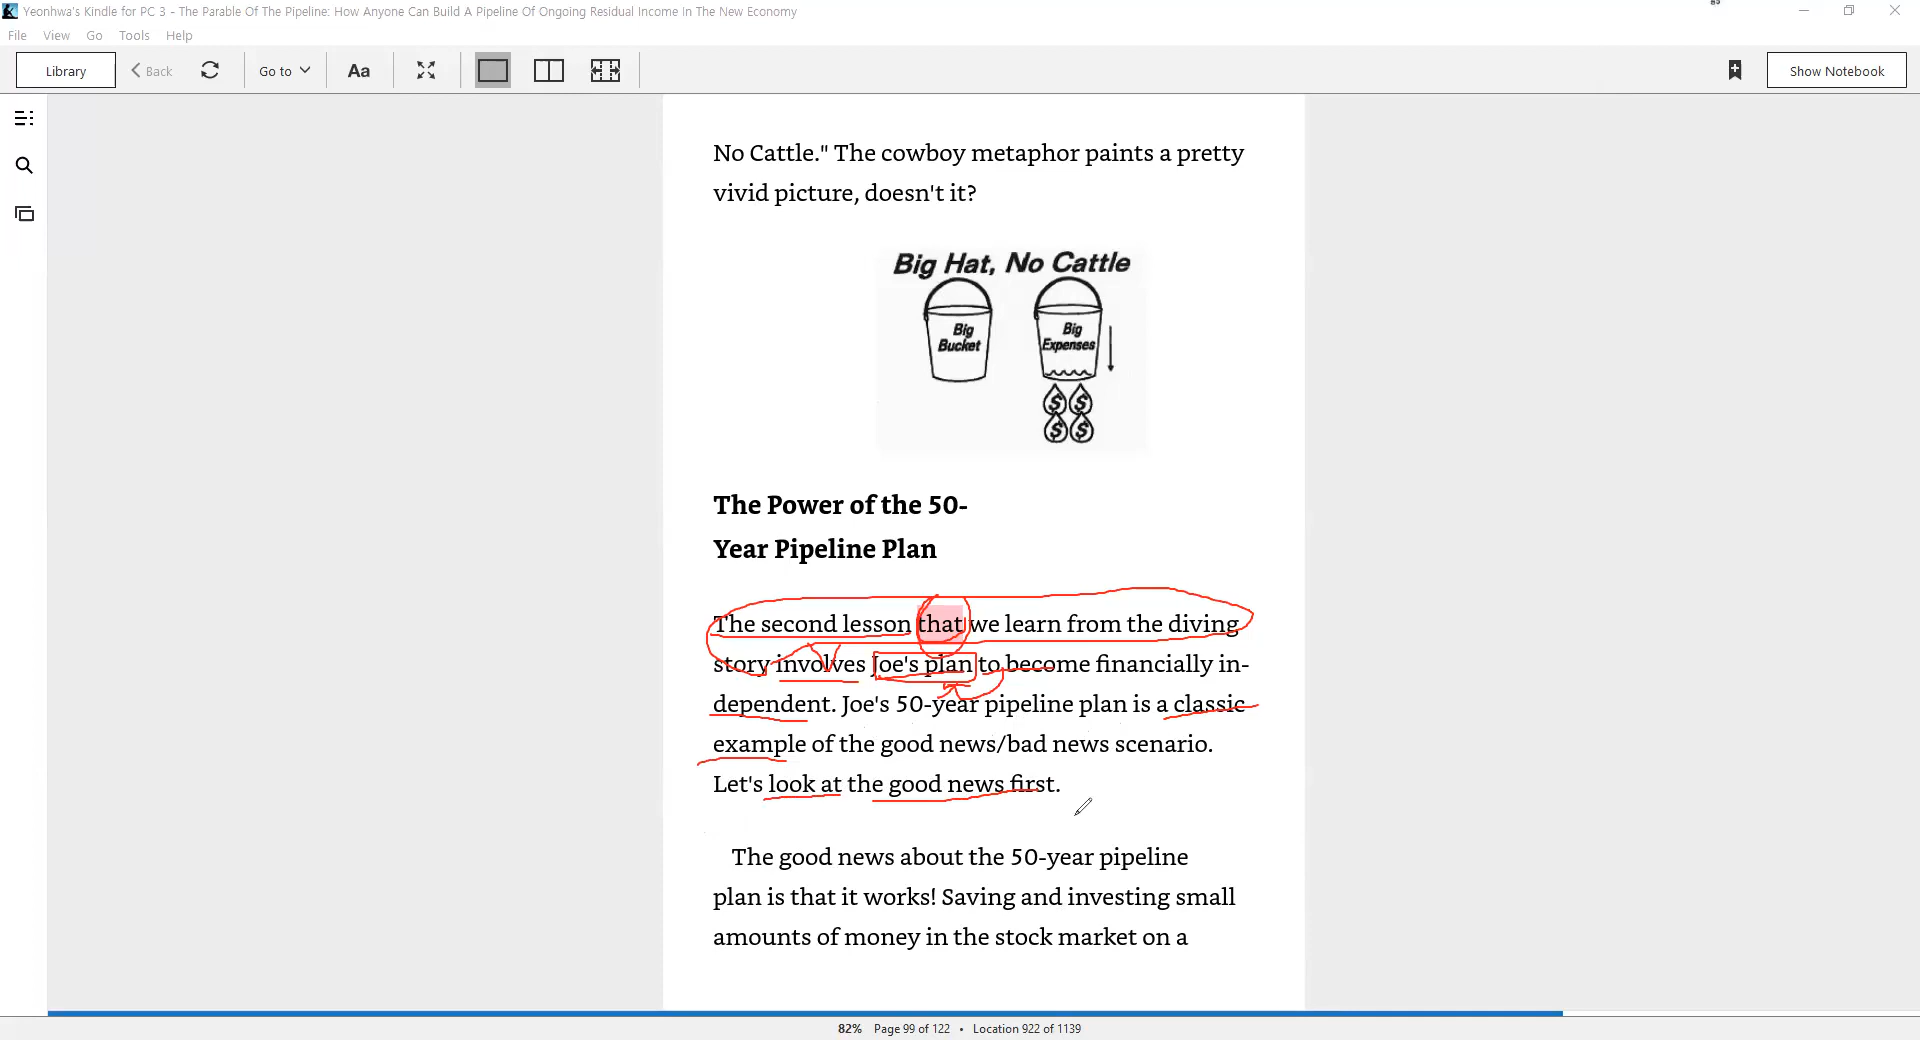 Yeonhwa's Kindle for PC 3 - The Parable Of The Pipeline: How Anyone Can Build A Pipeline Of Ongoing Residual Income In The New Economy
File View Go Tools Help
Library Back Go to Aa Show Notebook
No Cattle." The cowboy metaphor paints a pretty
vivid picture, doesn't it?
Big Hat, No Cattle
Big
Bucket
Big
Expenses
$ $
$ $
The Power of the 50-
Year Pipeline Plan
The second lesson that we learn from the diving
story involves Joe's plan to become financially in-
dependent. Joe's 50-year pipeline plan is a classic
example of the good news/bad news scenario.
Let's look at the good news first.
The good news about the 50-year pipeline
plan is that it works! Saving and investing small
amounts of money in the stock market on a
82% Page 99 of 122 • Location 922 of 1139